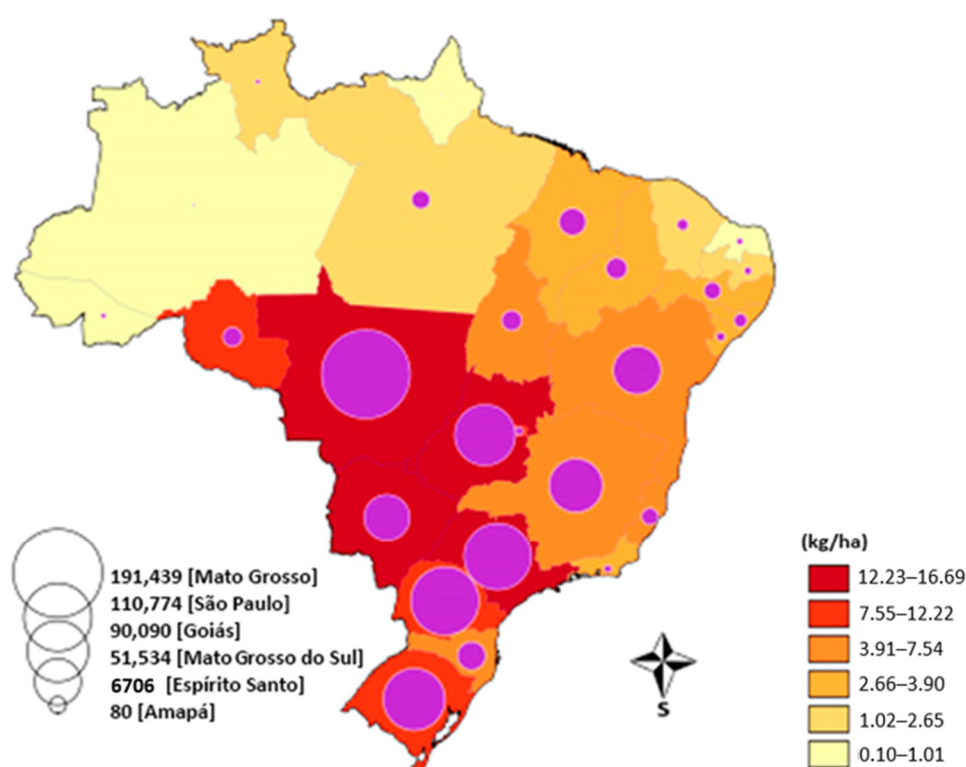 191,439 [Mato Grosso]
110,774 [São Paulo]
90,090 [Goiás]
51,534 [Mato Grosso do Sul]
6706 [Espírito Santo]
80 [Amapá]
S
(kg/ha)
12.23–16.69
7.55–12.22
3.91–7.54
2.66–3.90
1.02–2.65
0.10–1.01